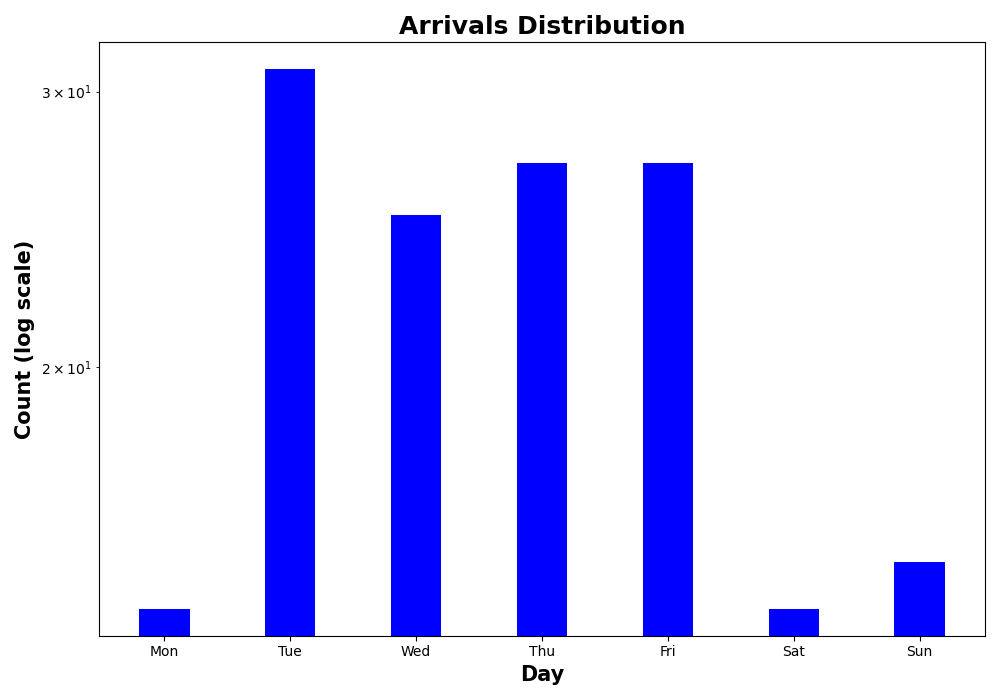 Arrivals Distribution
3 × 10¹
2 × 10¹
Count (log scale)
Mon Tue Wed Thu Fri Sat Sun
Day